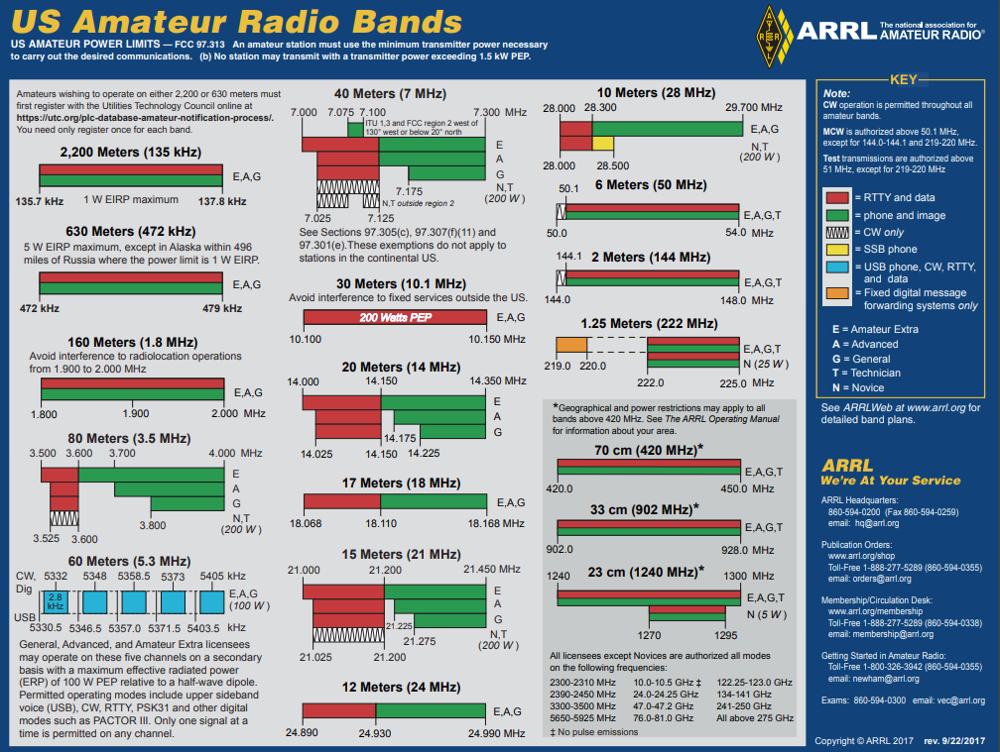 US Amateur Radio Bands
US AMATEUR POWER LIMITS — FCC 97.313 An amateur station must use the minimum transmitter power necessary
to carry out the desired communications. (b) No station may transmit with a transmitter power exceeding 1.5 kW PEP.
ARRL The national association for
AMATEUR RADIO®
Amateurs wishing to operate on either 2,200 or 630 meters must
first register with the Utilities Technology Council online at
https://utc.org/plc-database-amateur-notification-process/.
You need only register once for each band.
2,200 Meters (135 kHz)
E,A,G
135.7 kHz 1 W EIRP maximum 137.8 kHz
630 Meters (472 kHz)
5 W EIRP maximum, except in Alaska within 496
miles of Russia where the power limit is 1 W EIRP.
E,A,G
472 kHz 479 kHz
160 Meters (1.8 MHz)
Avoid interference to radiolocation operations
from 1.900 to 2.000 MHz
E,A,G
1.800 1.900 2.000 MHz
80 Meters (3.5 MHz)
3.500 3.600 3.700 4.000 MHz
E
A
G
3.800 N,T
(200 W)
3.525 3.600
60 Meters (5.3 MHz)
CW, 5332 5348 5358.5 5373 5405 kHz
Dig
2.8
kHz
E,A,G
(100 W)
USB
5330.5 5346.5 5357.0 5371.5 5403.5 kHz
General, Advanced, and Amateur Extra licensees
may operate on these five channels on a secondary
basis with a maximum effective radiated power
(ERP) of 100 W PEP relative to a half-wave dipole.
Permitted operating modes include upper sideband
voice (USB), CW, RTTY, PSK31 and other digital
modes such as PACTOR III. Only one signal at a
time is permitted on any channel.
40 Meters (7 MHz)
7.000 7.075 7.100 7.300 MHz
ITU 1,3 and FCC region 2 west of
130° west or below 20° north
E
A
G
7.175 N,T
(200 W)
N,T outside region 2
7.025 7.125
See Sections 97.305(c), 97.307(f)(11) and
97.301(e).These exemptions do not apply to
stations in the continental US.
30 Meters (10.1 MHz)
Avoid interference to fixed services outside the US.
200 Watts PEP E,A,G
10.100 10.150 MHz
20 Meters (14 MHz)
14.000 14.150 14.350 MHz
E
A
G
14.175
14.025 14.150 14.225
17 Meters (18 MHz)
E,A,G
18.068 18.110 18.168 MHz
15 Meters (21 MHz)
21.000 21.200 21.450 MHz
E
A
G
21.225
N,T
(200 W)
21.275
21.025 21.200
12 Meters (24 MHz)
E,A,G
24.890 24.930 24.990 MHz
10 Meters (28 MHz)
28.000 28.300 29.700 MHz
E,A,G
N,T
(200 W)
28.000 28.500
6 Meters (50 MHz)
50.1
E,A,G,T
50.0 54.0 MHz
2 Meters (144 MHz)
144.1
E,A,G,T
144.0 148.0 MHz
1.25 Meters (222 MHz)
E,A,G,T
N (25 W)
219.0 220.0
222.0 225.0 MHz
*Geographical and power restrictions may apply to all
bands above 420 MHz. See The ARRL Operating Manual
for information about your area.
70 cm (420 MHz)*
E,A,G,T
420.0 450.0 MHz
33 cm (902 MHz)*
E,A,G,T
902.0 928.0 MHz
23 cm (1240 MHz)*
1240 1300 MHz
E,A,G,T
N (5 W)
1270 1295
All licensees except Novices are authorized all modes
on the following frequencies:
2300-2310 MHz 10.0-10.5 GHz ‡ 122.25-123.0 GHz
2390-2450 MHz 24.0-24.25 GHz 134-141 GHz
3300-3500 MHz 47.0-47.2 GHz 241-250 GHz
5650-5925 MHz 76.0-81.0 GHz All above 275 GHz
‡ No pulse emissions
KEY
Note:
CW operation is permitted throughout all
amateur bands.
MCW is authorized above 50.1 MHz,
except for 144.0-144.1 and 219-220 MHz.
Test transmissions are authorized above
51 MHz, except for 219-220 MHz
= RTTY and data
= phone and image
= CW only
= SSB phone
= USB phone, CW, RTTY,
and data
= Fixed digital message
forwarding systems only
E = Amateur Extra
A = Advanced
G = General
T = Technician
N = Novice
See ARRLWeb at www.arrl.org for
detailed band plans.
ARRL
We're At Your Service
ARRL Headquarters:
860-594-0200 (Fax 860-594-0259)
email: hq@arrl.org
Publication Orders:
www.arrl.org/shop
Toll-Free 1-888-277-5289 (860-594-0355)
email: orders@arrl.org
Membership/Circulation Desk:
www.arrl.org/membership
Toll-Free 1-888-277-5289 (860-594-0338)
email: membership@arrl.org
Getting Started in Amateur Radio:
Toll-Free 1-800-326-3942 (860-594-0355)
email: newham@arrl.org
Exams: 860-594-0300 email: vec@arrl.org
Copyright © ARRL 2017 rev. 9/22/2017